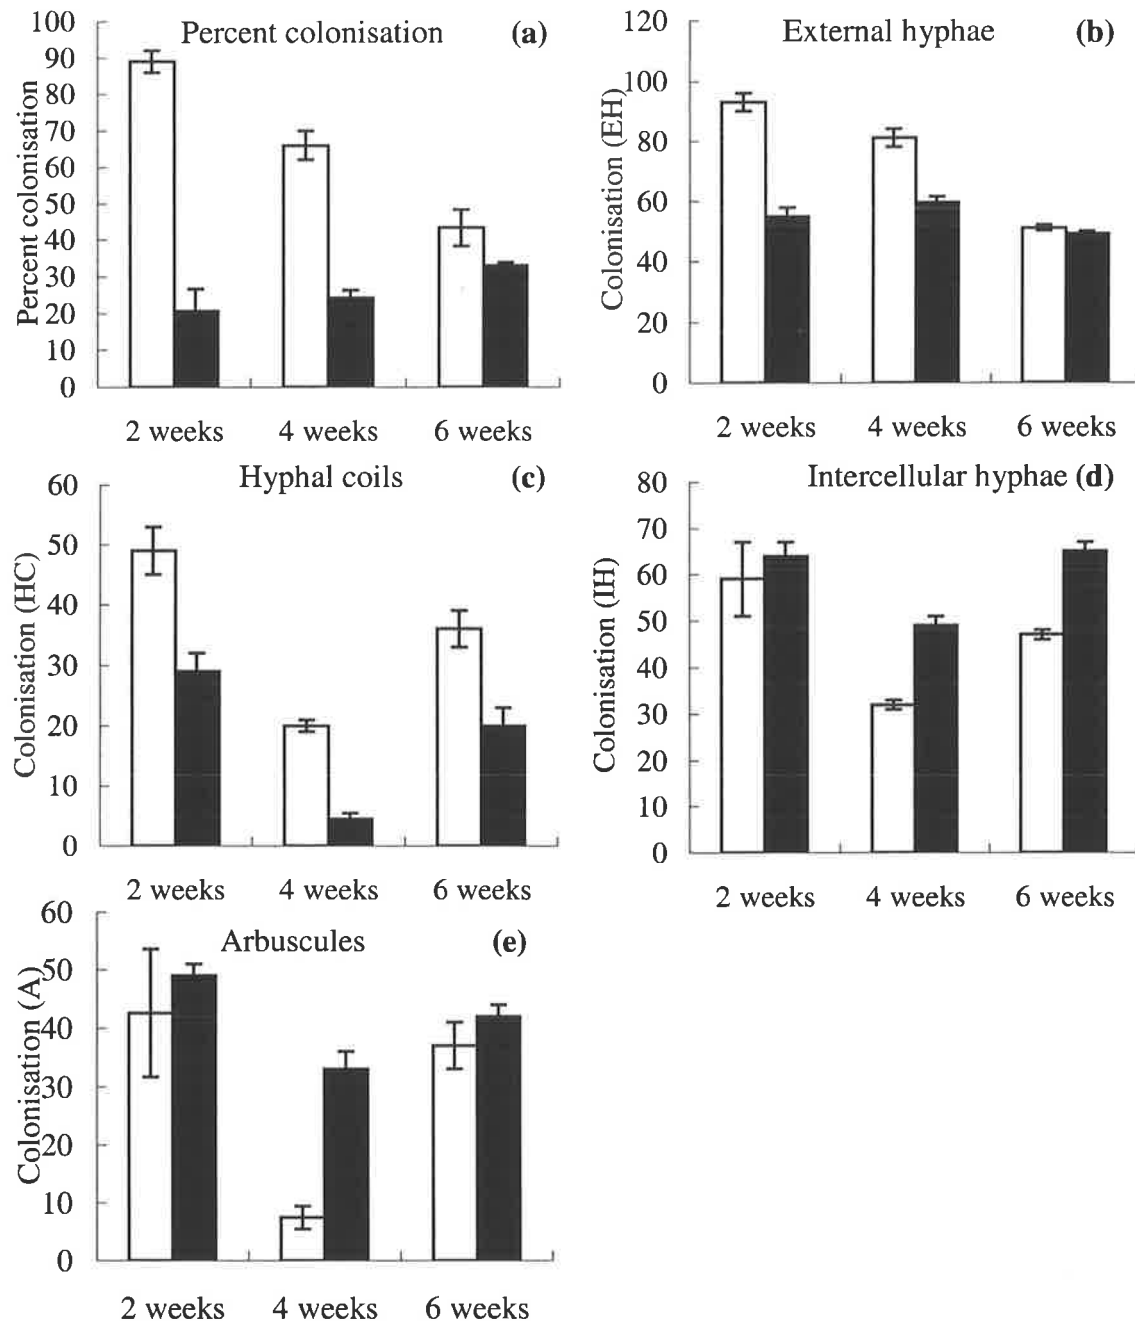 Percent colonisation (a)
Percent colonisation
100
90
80
70
60
50
40
30
20
10
0
2 weeks 4 weeks 6 weeks
External hyphae (b)
Colonisation (EH)
120
100
80
60
40
20
0
2 weeks 4 weeks 6 weeks
Hyphal coils (c)
Colonisation (HC)
60
50
40
30
20
10
0
2 weeks 4 weeks 6 weeks
Intercellular hyphae (d)
Colonisation (IH)
80
70
60
50
40
30
20
10
0
2 weeks 4 weeks 6 weeks
Arbuscules (e)
Colonisation (A)
60
50
40
30
20
10
0
2 weeks 4 weeks 6 weeks